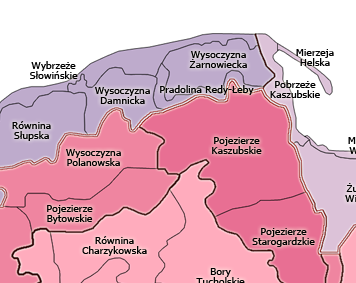 Wysoczyzna
Żarnowiecka
Mierzeja
Helska
Wybrzeże
Słowińskie
Wysoczyzna
Damnicka
Pradolina Redy-Łeby
Pobrzeże
Kaszubskie
Równina
Słupska
Wysoczyzna
Polanowska
Pojezierze
Kaszubskie
Pojezierze
Bytowskie
Równina
Charzykowska
Pojezierze
Starogardzkie
Bory
Tucholskie